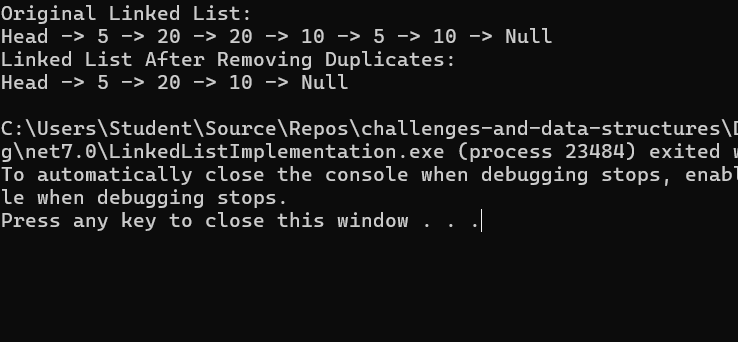 Original Linked List:
Head -> 5 -> 20 -> 20 -> 10 -> 5 -> 10 -> Null
Linked List After Removing Duplicates:
Head -> 5 -> 20 -> 10 -> Null
C:\Users\Student\Source\Repos\challenges-and-data-structures\D
g\net7.0\LinkedListImplementation.exe (process 23484) exited w
To automatically close the console when debugging stops, enabl
le when debugging stops.
Press any key to close this window . . .